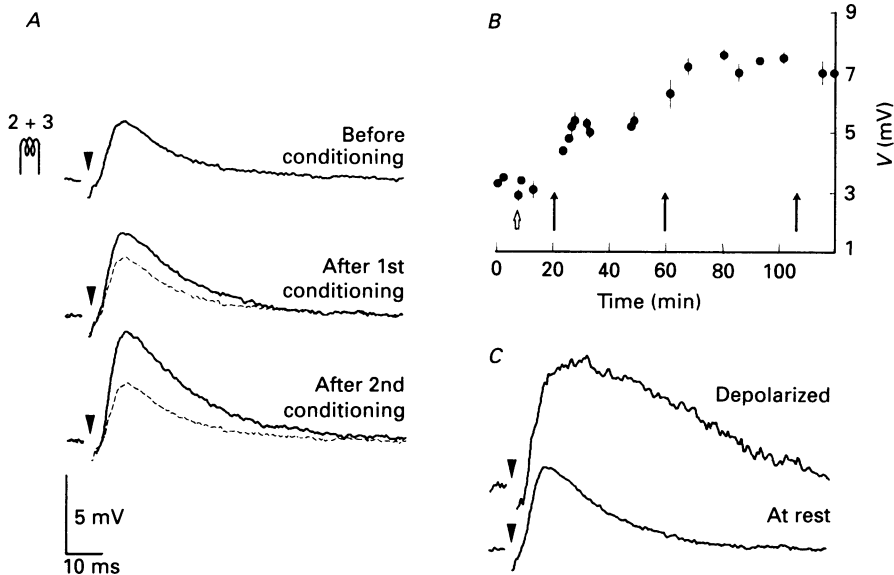 A
2 + 3
Before
conditioning
After 1st
conditioning
After 2nd
conditioning
5 mV
10 ms
B
9
7
5
3
1
V (mV)
0 20 40 60 80 100
Time (min)
C
Depolarized
At rest